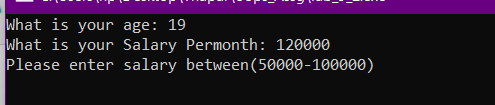 What is your age: 19
What is your Salary Permonth: 120000
Please enter salary between(50000-100000)